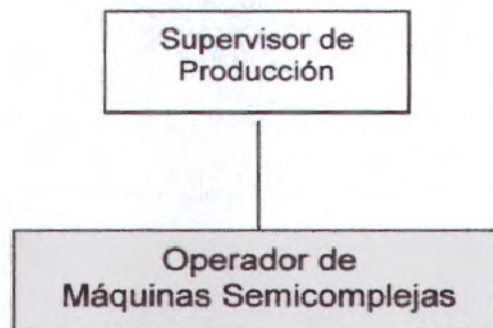 Supervisor de
Producción
Operador de
Máquinas Semicomplejas